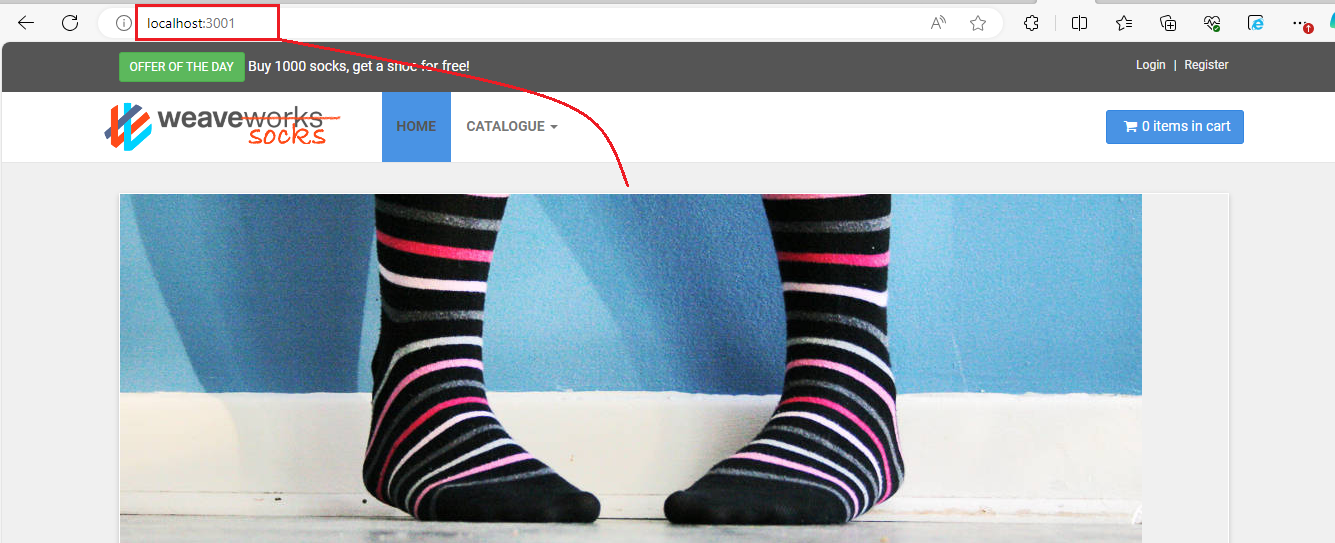 localhost:3001
OFFER OF THE DAY Buy 1000 socks, get a shoe for free!
Login | Register
weaveworks
socks
HOME CATALOGUE
0 items in cart